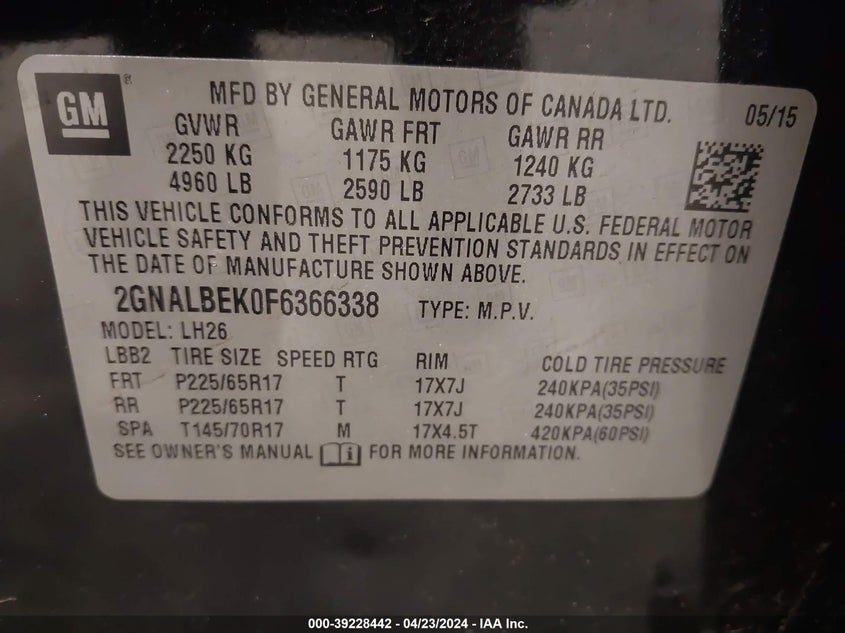 GM®
MFD BY GENERAL MOTORS OF CANADA LTD. 05/15
GVWR GAWR FRT GAWR RR
2250 KG 1175 KG 1240 KG
4960 LB 2590 LB 2733 LB
THIS VEHICLE CONFORMS TO ALL APPLICABLE U.S. FEDERAL MOTOR
VEHICLE SAFETY AND THEFT PREVENTION STANDARDS IN EFFECT ON
THE DATE OF MANUFACTURE SHOWN ABOVE.
2GNALBEK0F6366338 TYPE: M.P.V.
MODEL: LH26
LBB2 TIRE SIZE SPEED RTG RIM COLD TIRE PRESSURE
FRT P225/65R17 T 17X7J 240KPA(35PSI)
RR P225/65R17 T 17X7J 240KPA(35PSI)
SPA T145/70R17 M 17X4.5T 420KPA(60PSI)
SEE OWNER'S MANUAL i FOR MORE INFORMATION.
000-39228442 / 04/23/2024 - IAA Inc.